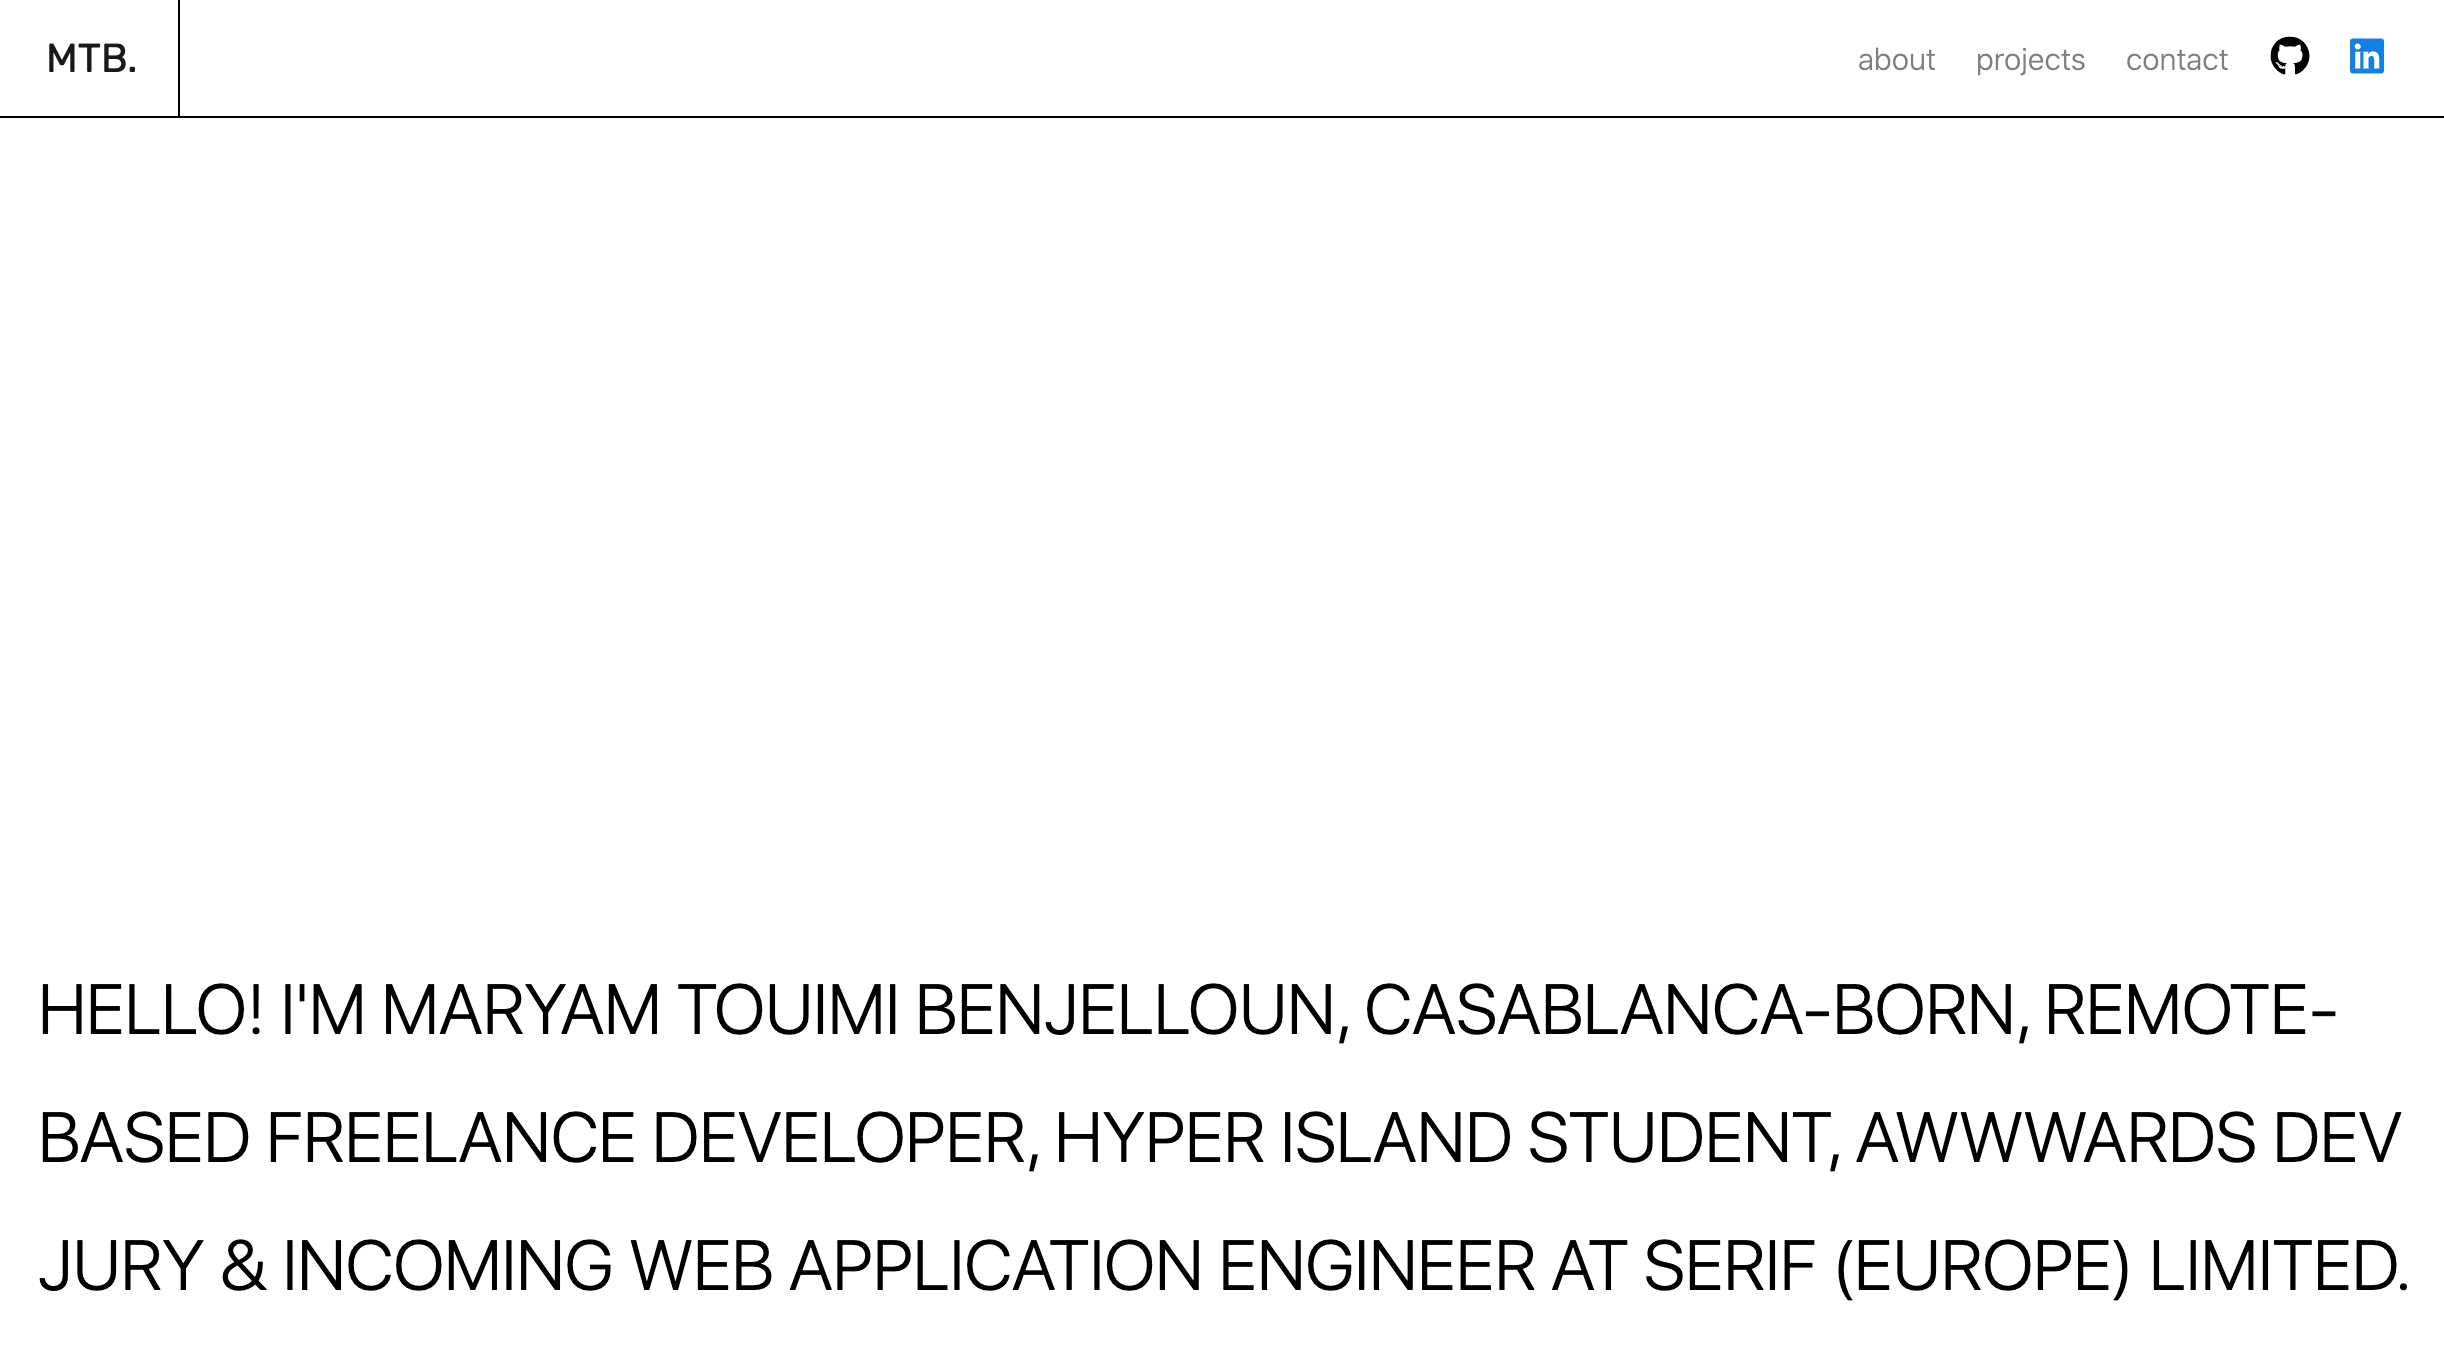 MTB.
about projects contact in
HELLO! I'M MARYAM TOUIMI BENJELLOUN, CASABLANCA-BORN, REMOTE-
BASED FREELANCE DEVELOPER, HYPER ISLAND STUDENT, AWWWARDS DEV
JURY & INCOMING WEB APPLICATION ENGINEER AT SERIF (EUROPE) LIMITED.